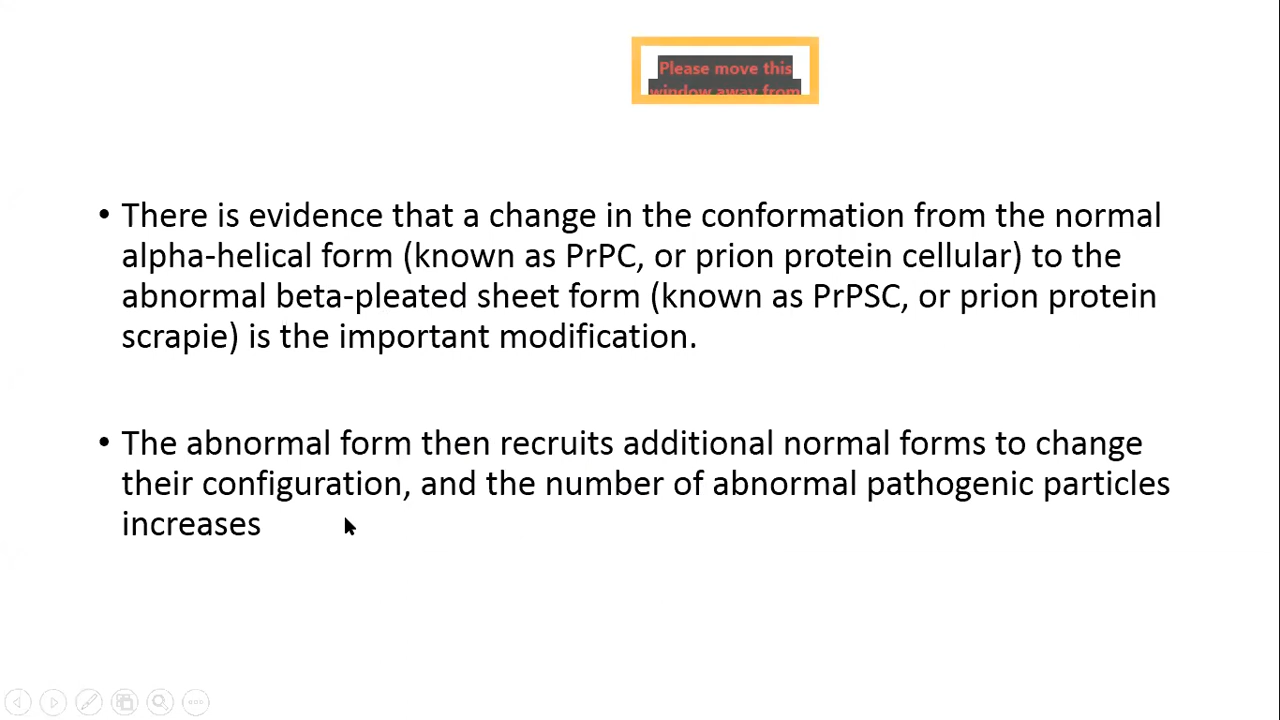 Please move this
window away from
• There is evidence that a change in the conformation from the normal
alpha-helical form (known as PrPC, or prion protein cellular) to the
abnormal beta-pleated sheet form (known as PrPSC, or prion protein
scrapie) is the important modification.
• The abnormal form then recruits additional normal forms to change
their configuration, and the number of abnormal pathogenic particles
increases